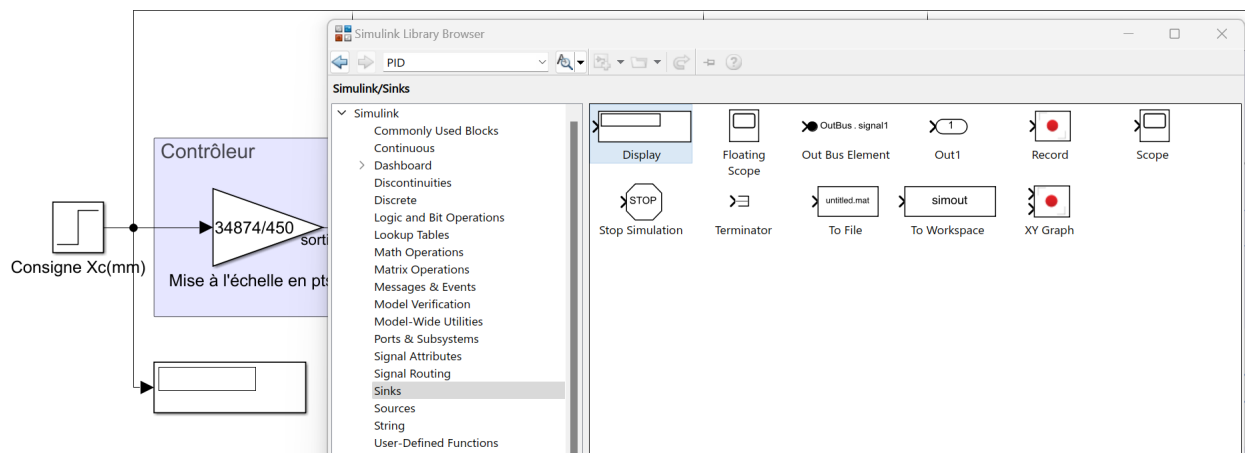 Simulink Library Browser
PID
Simulink/Sinks
Simulink
Commonly Used Blocks
Continuous
Dashboard
Discontinuities
Discrete
Logic and Bit Operations
Lookup Tables
Math Operations
Matrix Operations
Messages & Events
Model Verification
Model-Wide Utilities
Ports & Subsystems
Signal Attributes
Signal Routing
Sinks
Sources
String
User-Defined Functions
Display
Floating
Scope
OutBus . signal1
Out Bus Element
1
Out1
Record
Scope
STOP
Stop Simulation
Terminator
untitled.mat
To File
simout
To Workspace
XY Graph
Contrôleur
34874/450
sorti
Consigne Xc(mm)
Mise à l'échelle en pts